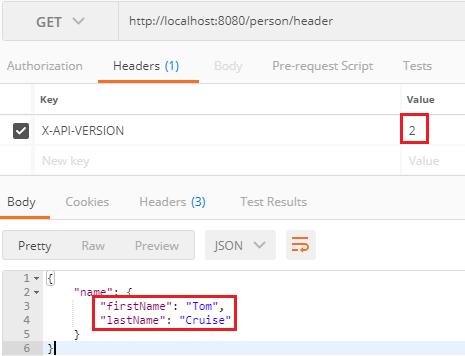 GET http://localhost:8080/person/header
Authorization Headers (1) Body Pre-request Script Tests
Key Value
X-API-VERSION 2
New key Value
Body Cookies Headers (3) Test Results
Pretty Raw Preview JSON
1 {
2 "name": {
3 "firstName": "Tom",
4 "lastName": "Cruise"
5 }
6 }